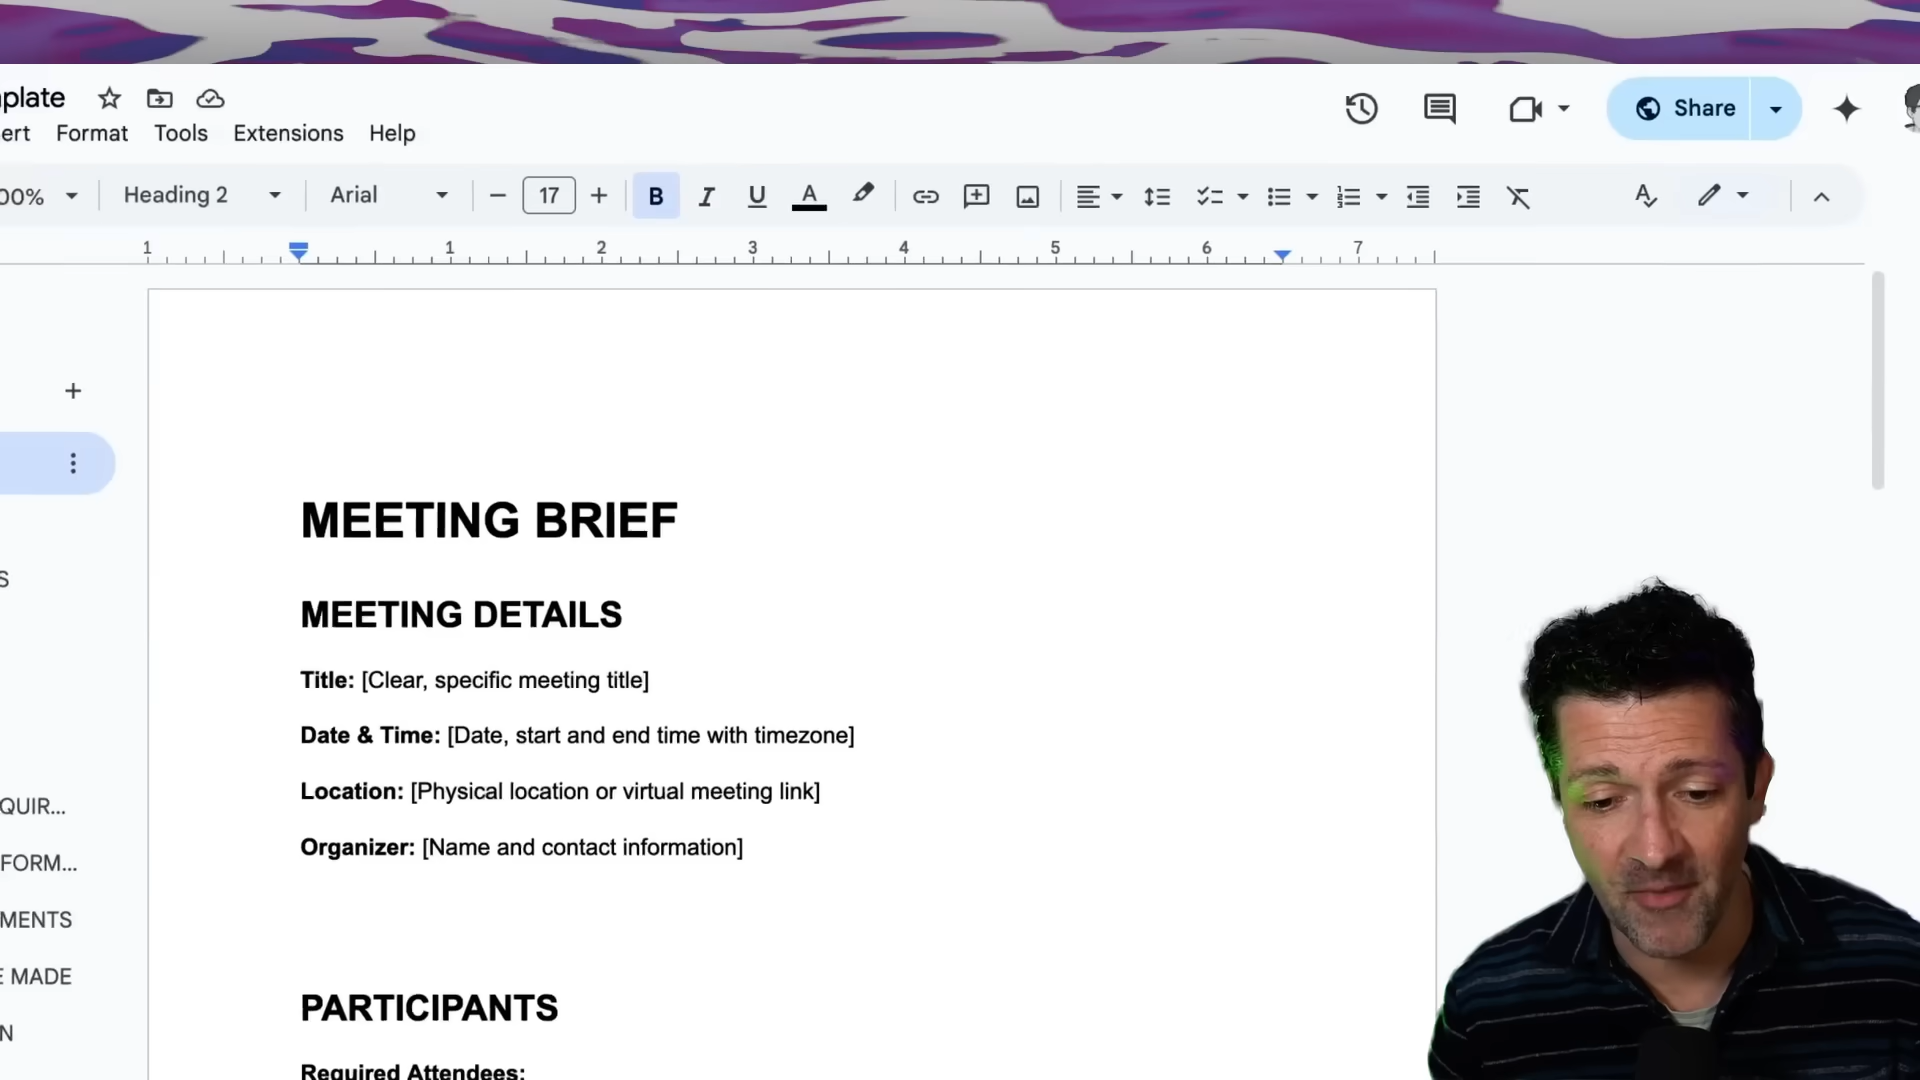 plate
ert Format Tools Extensions Help
Share
00% Heading 2 Arial 17 B I U A
1 1 2 3 4 5 6 7
S
QUIR...
FORM...
MENTS
E MADE
N
MEETING BRIEF
MEETING DETAILS
Title: [Clear, specific meeting title]
Date & Time: [Date, start and end time with timezone]
Location: [Physical location or virtual meeting link]
Organizer: [Name and contact information]
PARTICIPANTS
Required Attendees: